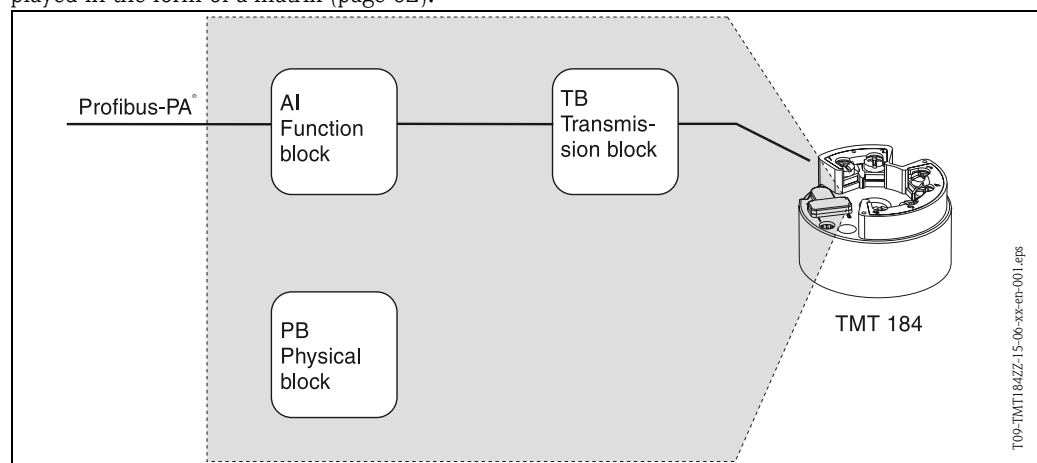 Profibus-PA°
AI
Function
block
TB
Transmis-
sion block
PB
Physical
block
TMT 184
T09-TMT184ZZ-15-06-xx-en-001.eps